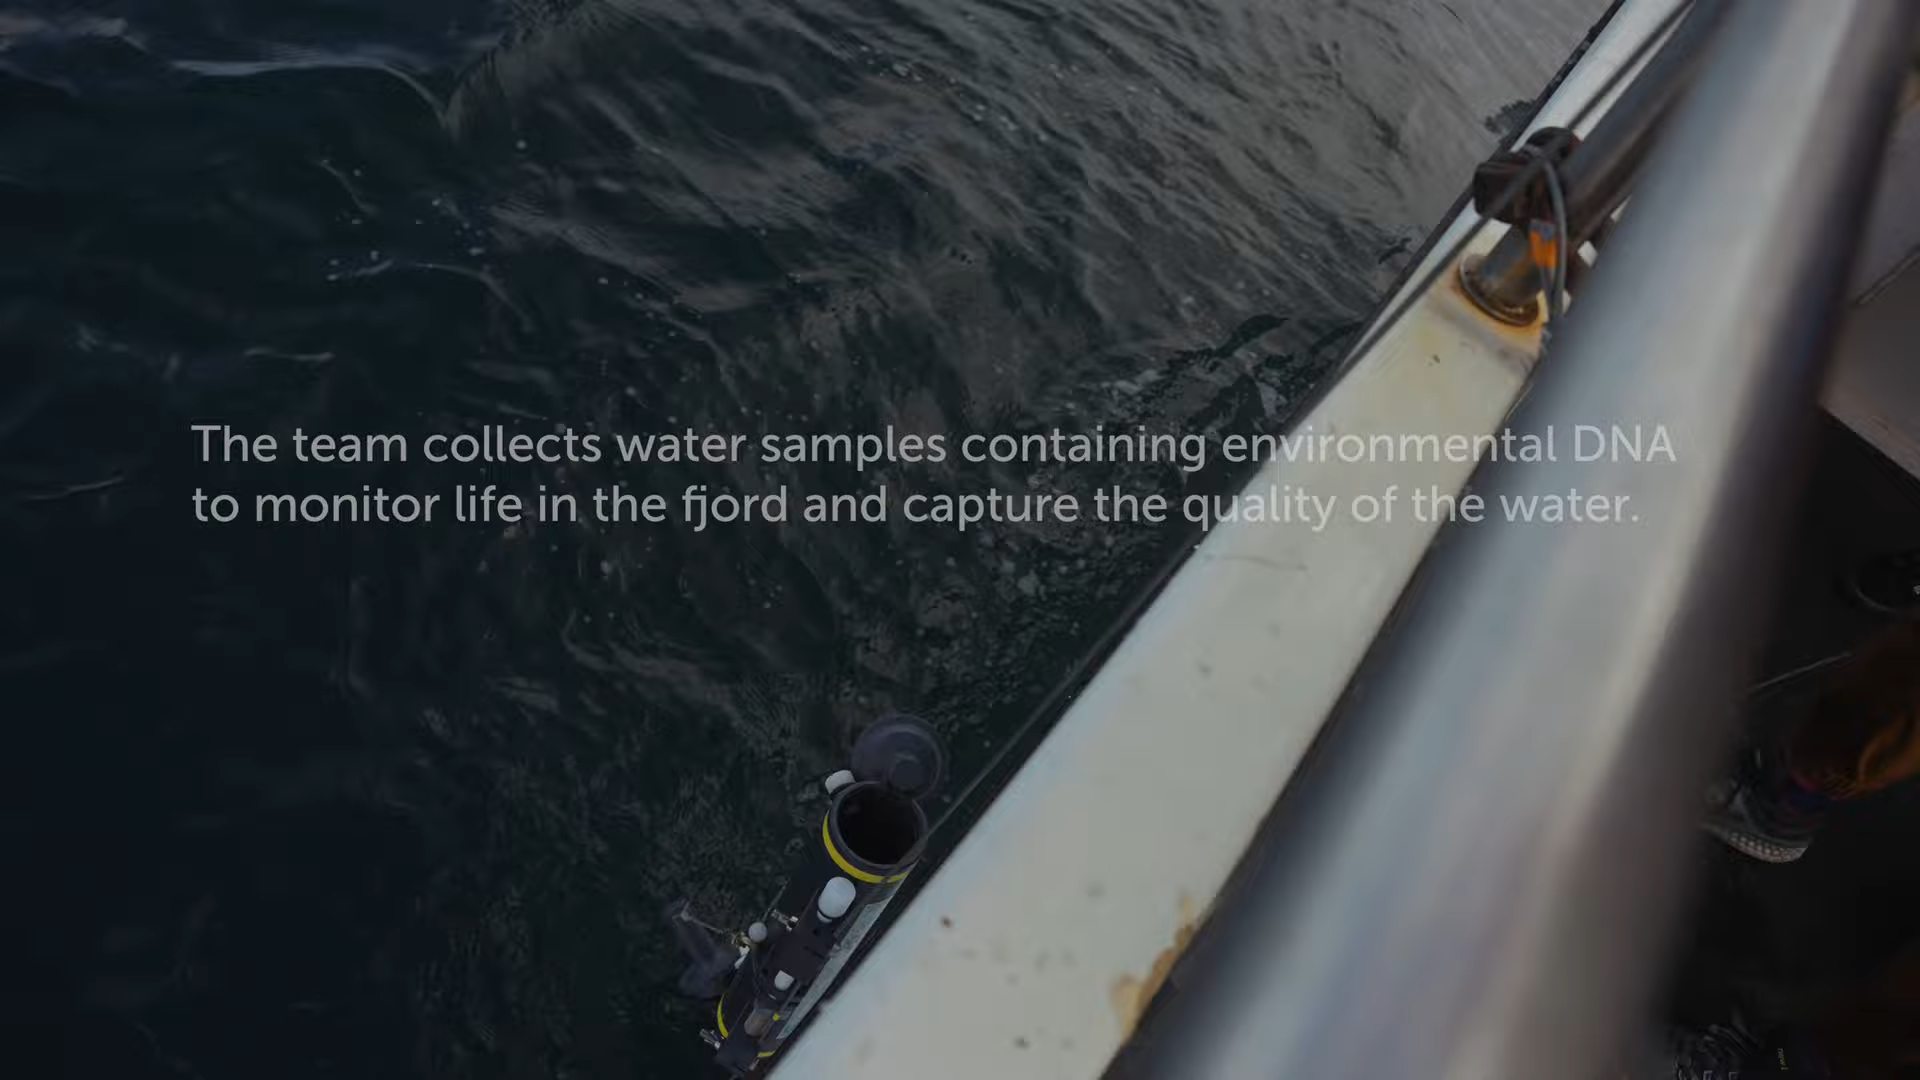 The team collects water samples containing environmental DNA
to monitor life in the fjord and capture the quality of the water.